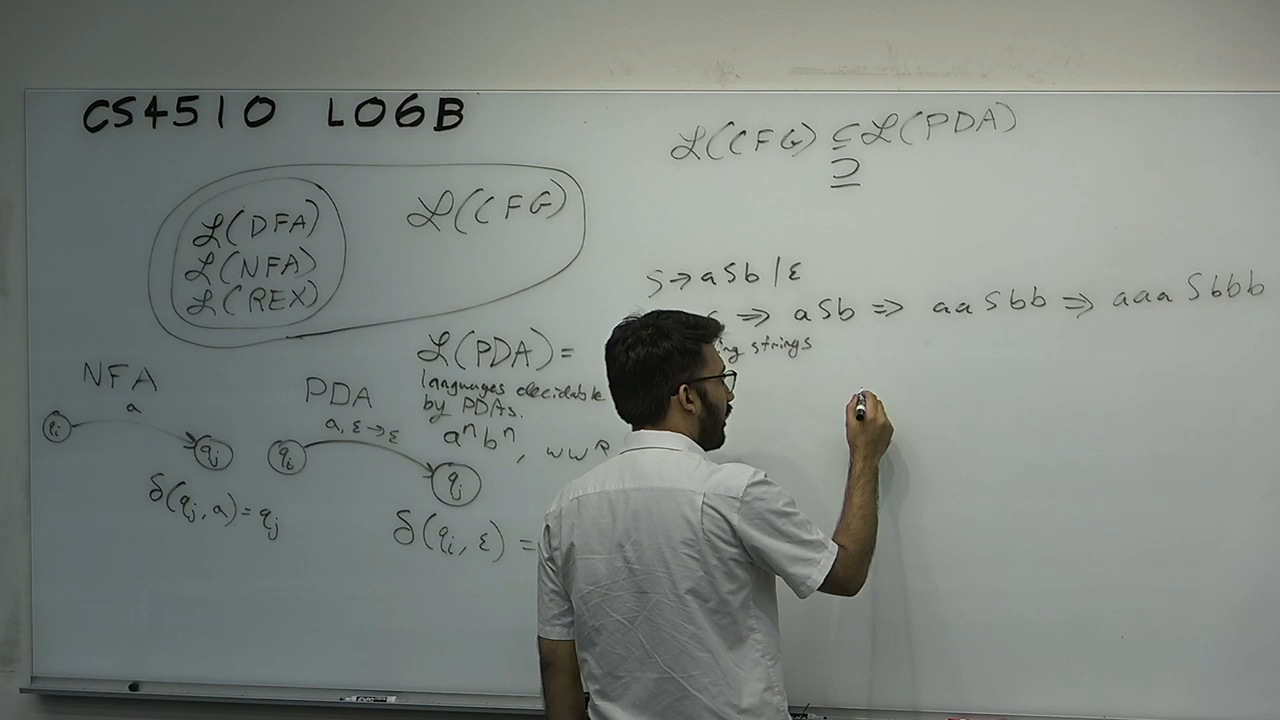 CS4510 L06B
ℒ(CFG) ⊆ ℒ(PDA)
⊇
ℒ(DFA)
ℒ(NFA)
ℒ(REX)
ℒ(CFG)
S→aSb|ε
⇒ aSb ⇒ aaSbb ⇒ aaaSbbb
strings
ℒ(PDA)=
languages decidable
by PDAs.
aⁿbⁿ, wwᴿ
NFA
a
qi
qj
δ(qj,a)=qj
PDA
a,ε→ε
qi
qj
δ(qi,ε)=